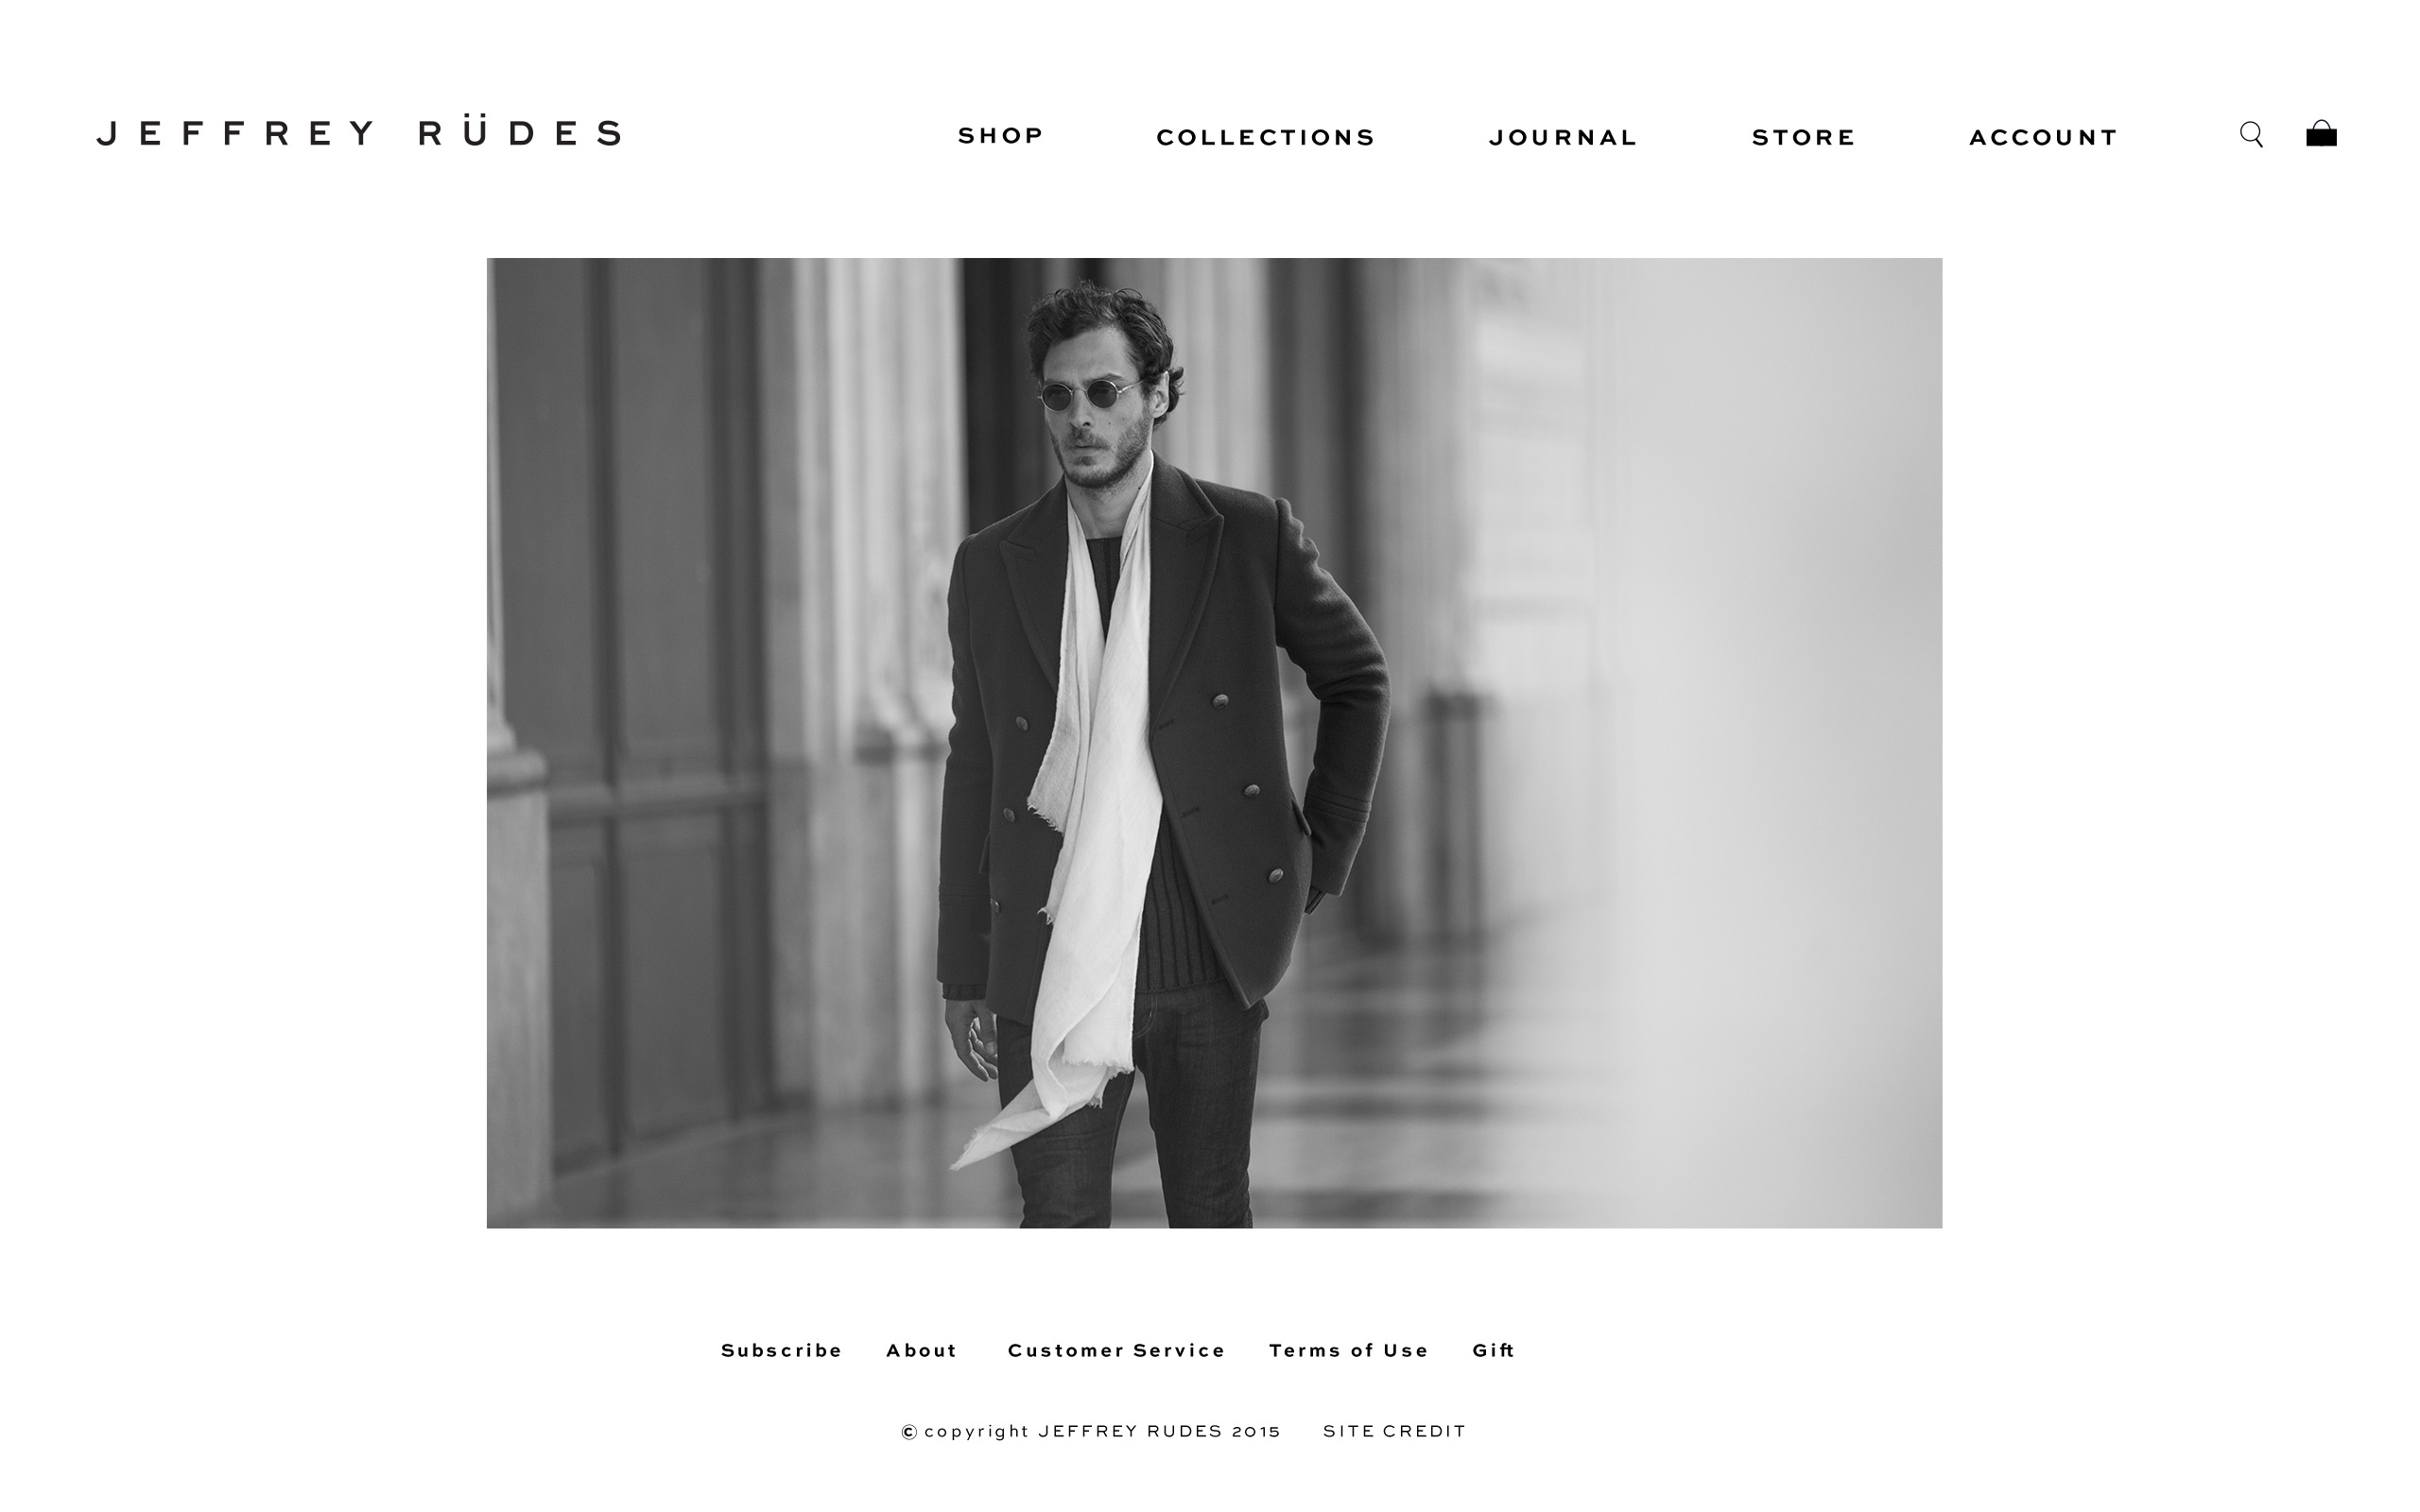 JEFFREY RÜDES SHOP COLLECTIONS JOURNAL STORE ACCOUNT
Subscribe About Customer Service Terms of Use Gift
© copyright JEFFREY RUDES 2015 SITE CREDIT